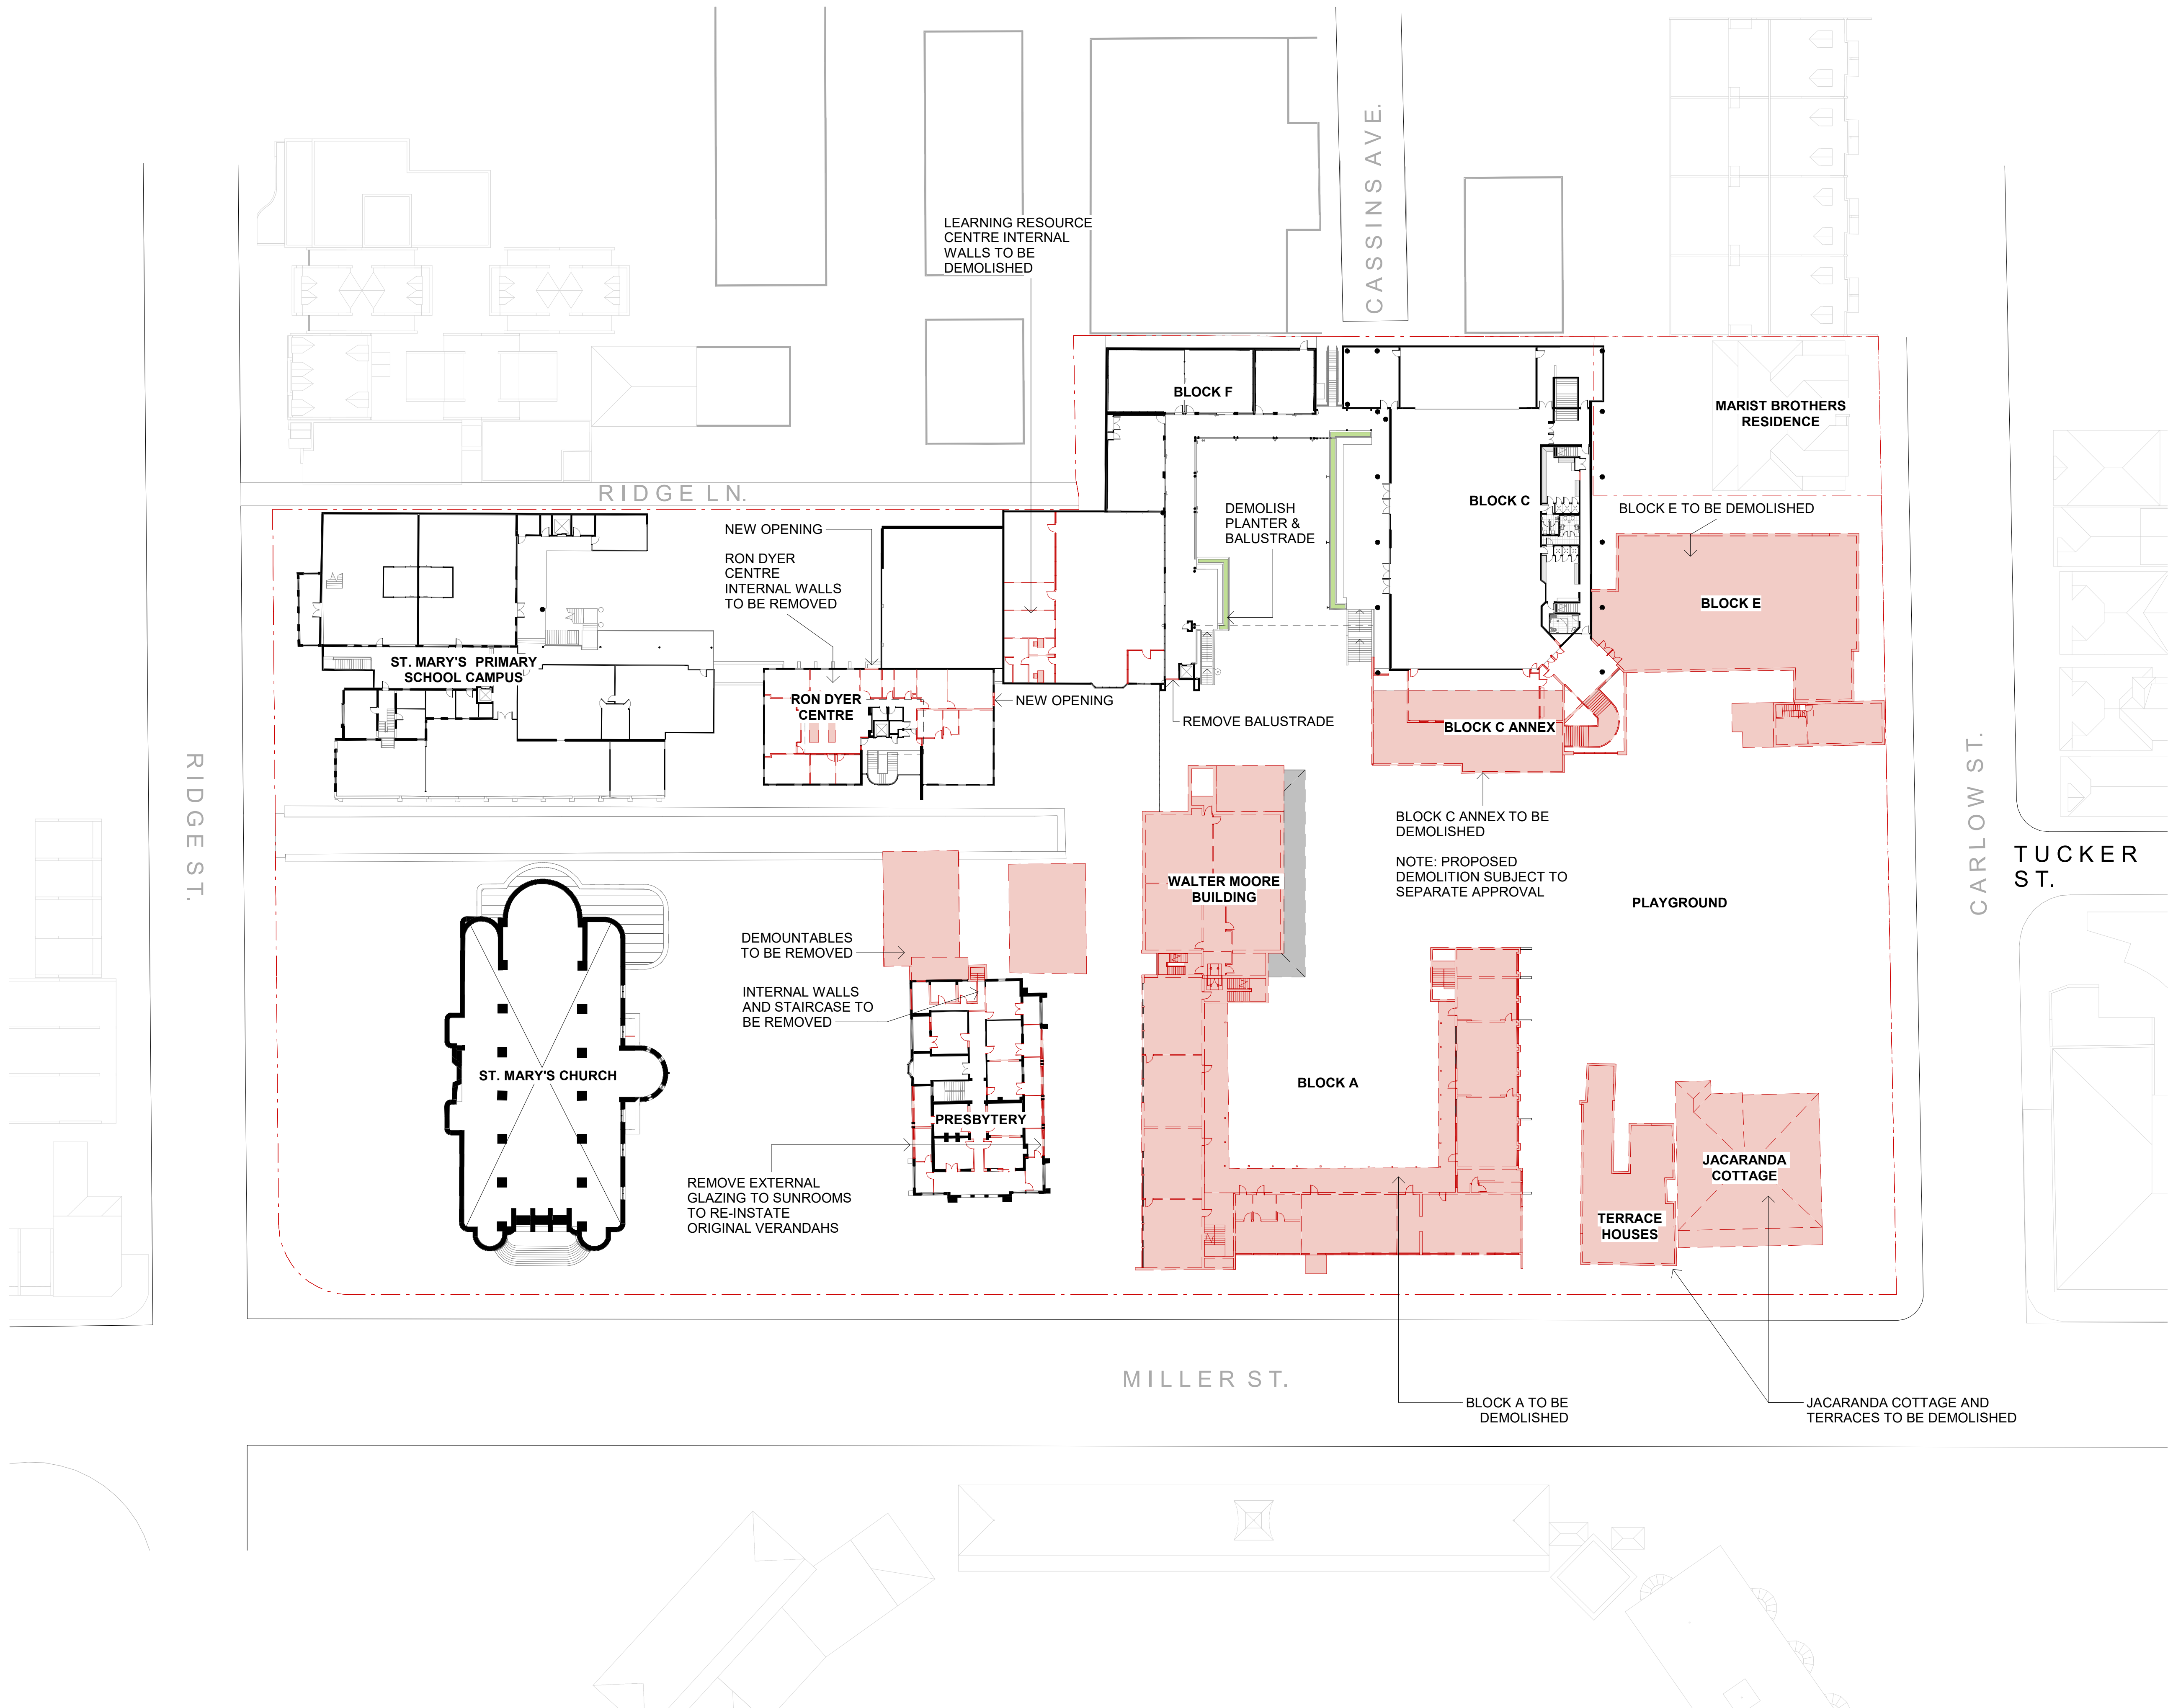 CASSINS AVE.
LEARNING RESOURCE
CENTRE INTERNAL
WALLS TO BE
DEMOLISHED
BLOCK F
MARIST BROTHERS
RESIDENCE
RIDGE LN.
BLOCK C
BLOCK E TO BE DEMOLISHED
NEW OPENING
DEMOLISH
PLANTER &
BALUSTRADE
RON DYER
CENTRE
INTERNAL WALLS
TO BE REMOVED
BLOCK E
ST. MARY'S PRIMARY
SCHOOL CAMPUS
RON DYER
CENTRE
NEW OPENING
REMOVE BALUSTRADE
BLOCK C ANNEX
RIDGE ST.
CARLOW ST.
TUCKER
ST.
BLOCK C ANNEX TO BE
DEMOLISHED
NOTE: PROPOSED
DEMOLITION SUBJECT TO
SEPARATE APPROVAL
WALTER MOORE
BUILDING
PLAYGROUND
DEMOUNTABLES
TO BE REMOVED
INTERNAL WALLS
AND STAIRCASE TO
BE REMOVED
ST. MARY'S CHURCH
BLOCK A
PRESBYTERY
JACARANDA
COTTAGE
REMOVE EXTERNAL
GLAZING TO SUNROOMS
TO RE-INSTATE
ORIGINAL VERANDAHS
TERRACE
HOUSES
MILLER ST.
BLOCK A TO BE
DEMOLISHED
JACARANDA COTTAGE AND
TERRACES TO BE DEMOLISHED